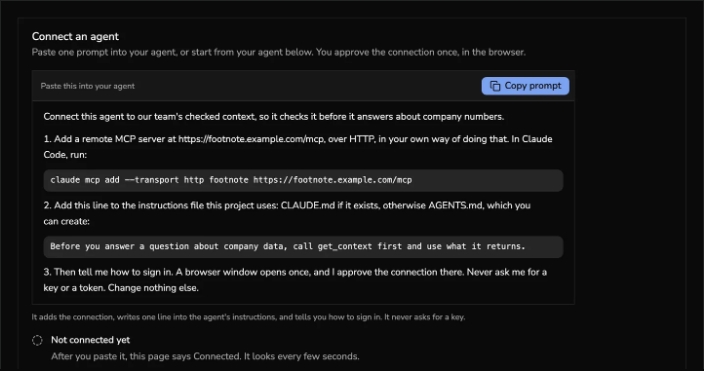 Connect an agent
Paste one prompt into your agent, or start from your agent below. You approve the connection once, in the browser.
Paste this into your agent
Copy prompt
Connect this agent to our team's checked context, so it checks it before it answers about company numbers.
1. Add a remote MCP server at https://footnote.example.com/mcp, over HTTP, in your own way of doing that. In Claude
Code, run:
claude mcp add --transport http footnote https://footnote.example.com/mcp
2. Add this line to the instructions file this project uses: CLAUDE.md if it exists, otherwise AGENTS.md, which you
can create:
Before you answer a question about company data, call get_context first and use what it returns.
3. Then tell me how to sign in. A browser window opens once, and I approve the connection there. Never ask me for a
key or a token. Change nothing else.
It adds the connection, writes one line into the agent's instructions, and tells you how to sign in. It never asks for a key.
Not connected yet
After you paste it, this page says Connected. It looks every few seconds.